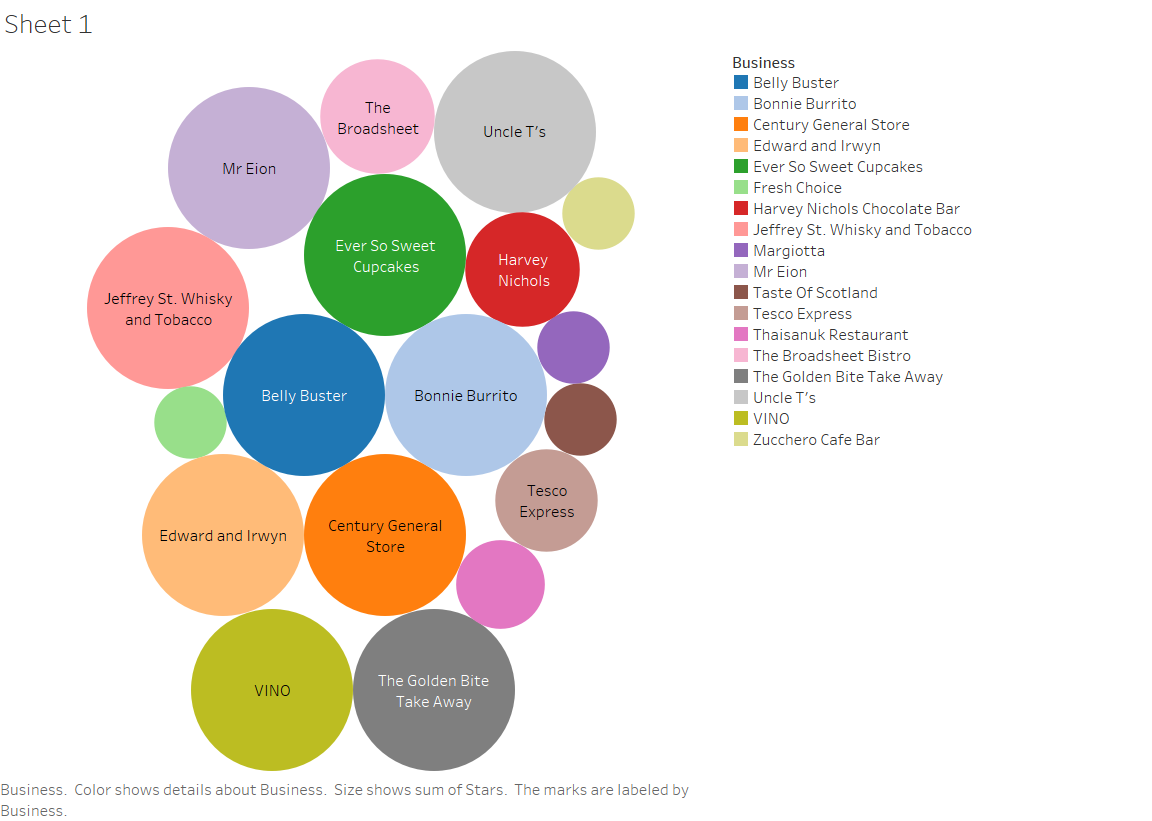 Sheet 1
The
Broadsheet
Uncle T's
Mr Eion
Ever So Sweet
Cupcakes
Harvey
Nichols
Jeffrey St. Whisky
and Tobacco
Belly Buster
Bonnie Burrito
Tesco
Express
Edward and Irwyn
Century General
Store
VINO
The Golden Bite
Take Away
Business
Belly Buster
Bonnie Burrito
Century General Store
Edward and Irwyn
Ever So Sweet Cupcakes
Fresh Choice
Harvey Nichols Chocolate Bar
Jeffrey St. Whisky and Tobacco
Margiotta
Mr Eion
Taste Of Scotland
Tesco Express
Thaisanuk Restaurant
The Broadsheet Bistro
The Golden Bite Take Away
Uncle T's
VINO
Zucchero Cafe Bar
Business.  Color shows details about Business.  Size shows sum of Stars.  The marks are labeled by
Business.